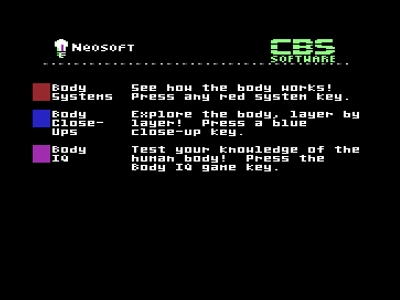 Neosoft
CBS
SOFTWARE
Body See how the body works!
Systems Press any red system key.
Body Explore the body, layer by
Close- layer! Press a blue
Ups close-up key.
Body Test your knowledge of the
IQ human body! Press the
Body IQ game key.